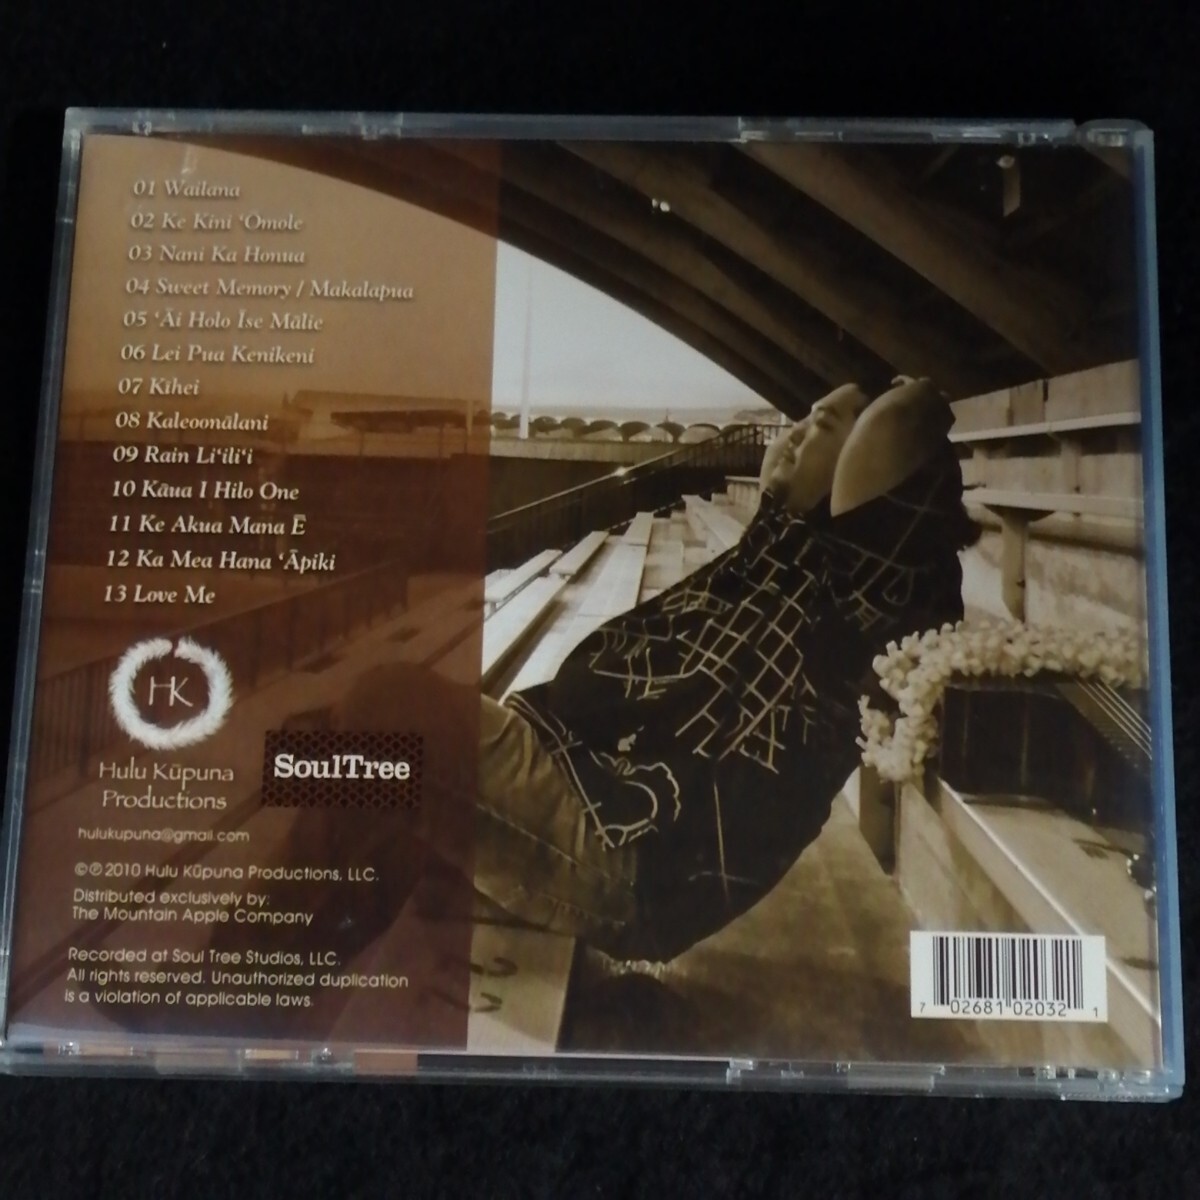 01 Wailana
02 Ke Kini ‘Ōmole
03 Nani Ka Honua
04 Sweet Memory / Makalapua
05 ‘Āi Holo Īse Mālie
06 Lei Pua Kenikeni
07 Kīhei
08 Kaleoonālani
09 Rain Li‘ili‘i
10 Kāua I Hilo One
11 Ke Akua Mana Ē
12 Ka Mea Hana ‘Āpiki
13 Love Me
HK
Hulu Kūpuna
Productions
SoulTree
hulukupuna@gmail.com
©℗2010 Hulu Kūpuna Productions, LLC.
Distributed exclusively by:
The Mountain Apple Company
Recorded at Soul Tree Studios, LLC.
All rights reserved. Unauthorized duplication
is a violation of applicable laws.
7 02681 02032 1